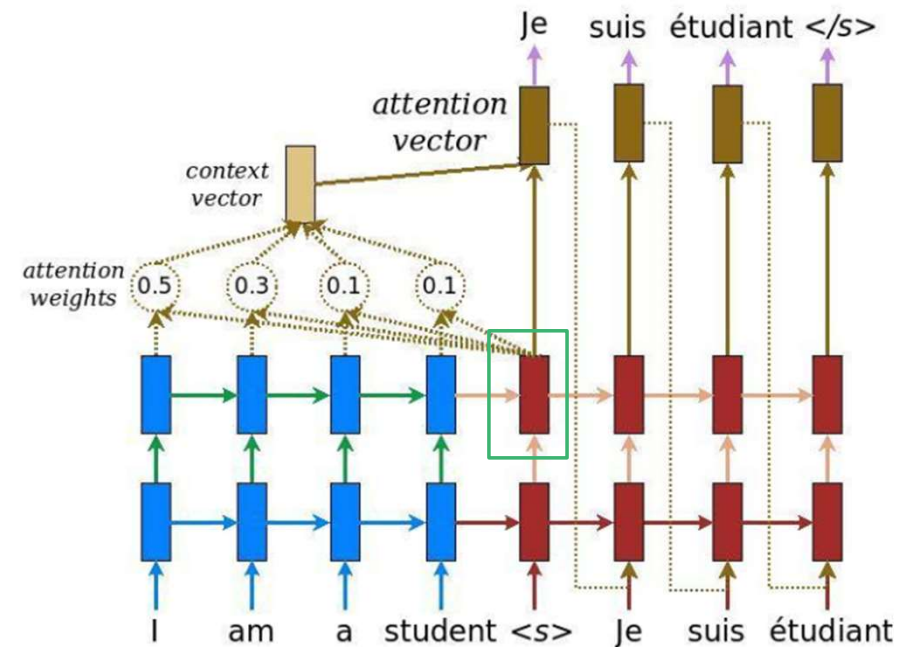 Je suis étudiant </s>
attention
vector
context
vector
attention
weights
0.5 0.3 0.1 0.1
I am a student <s> Je suis étudiant